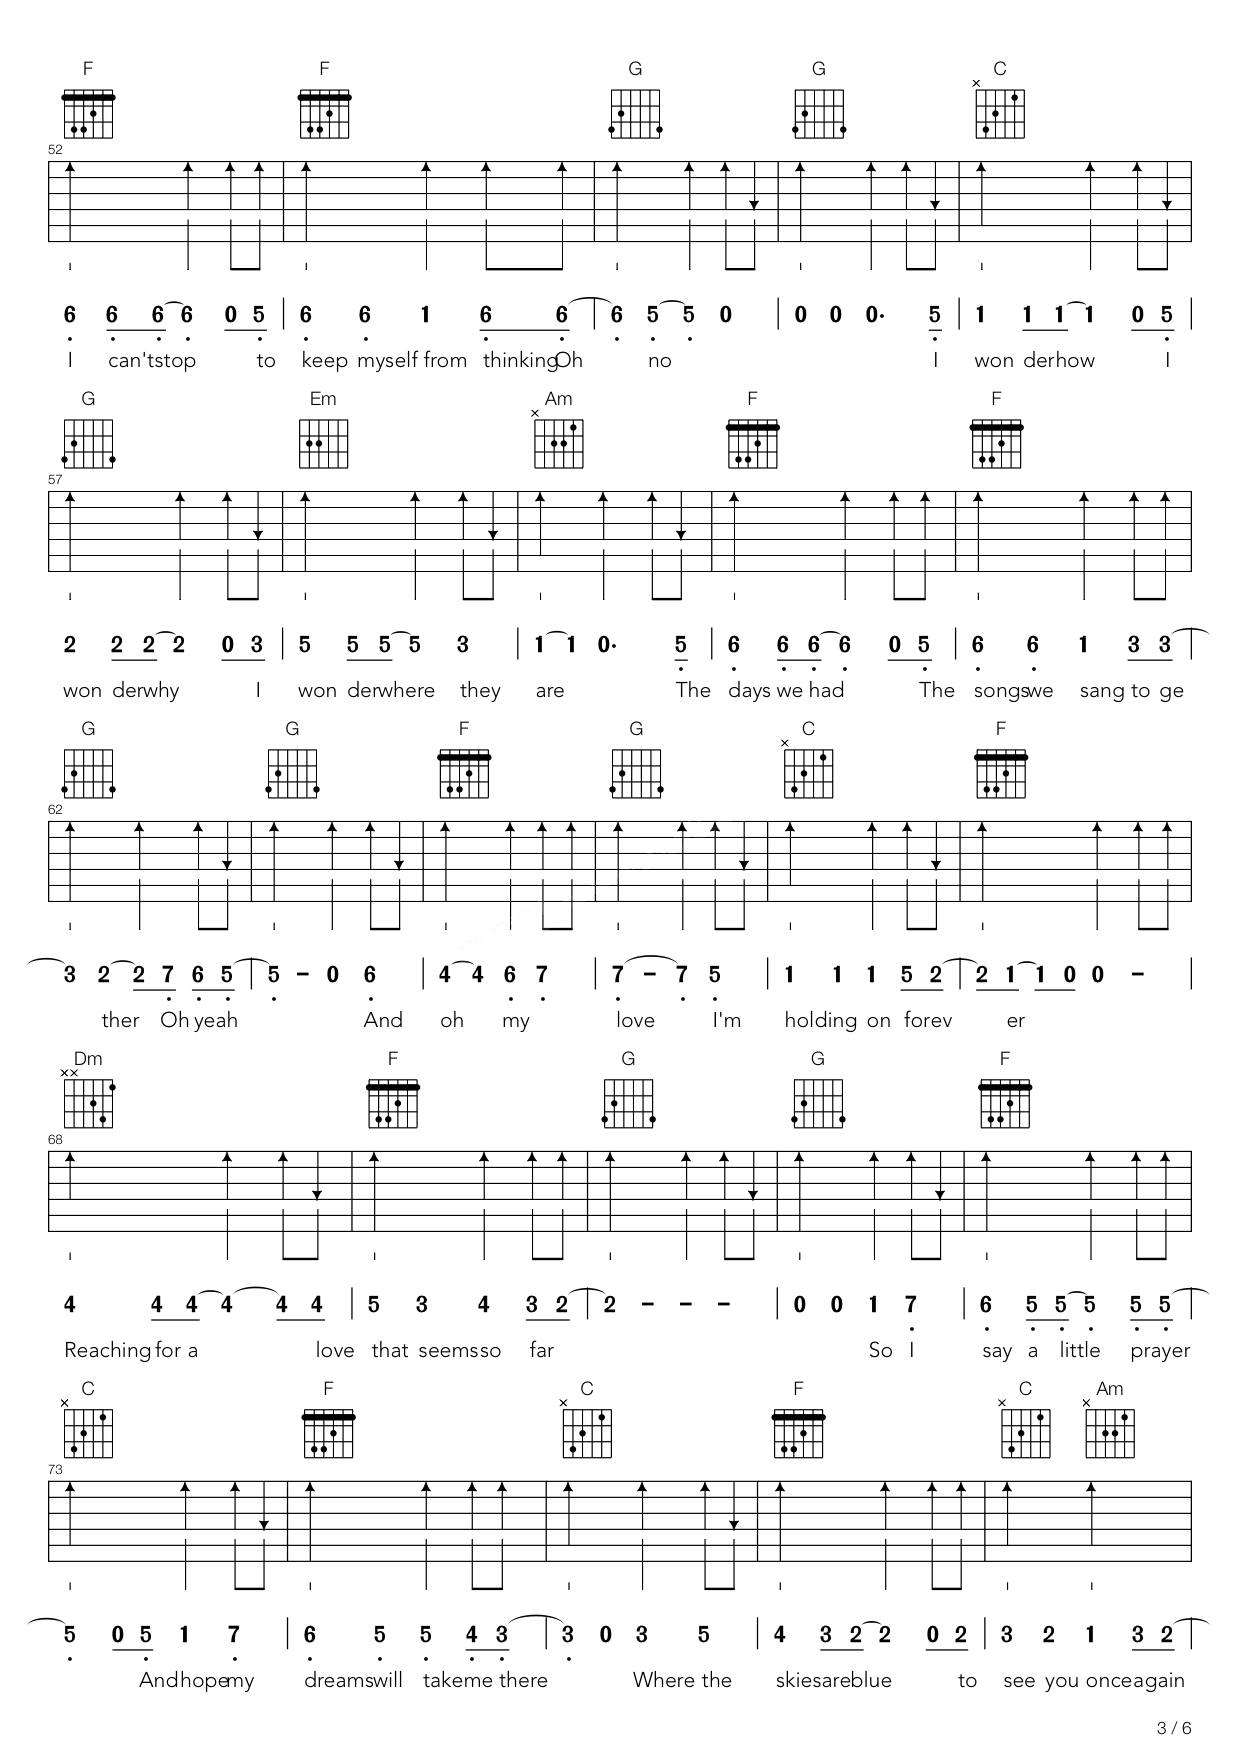 F F G G C
×
52
6 6 6 6 0 5 | 6 6 1 6 6 | 6 5 5 0 | 0 0 0· 5 | 1 1 1 1 0 5 |
I can'tstop to keep myself from thinkingOh no I won derhow I
G Em Am F F
×
57
2 2 2 2 0 3 | 5 5 5 5 3 | 1 1 0· 5 | 6 6 6 6 0 5 | 6 6 1 3 3 |
won derwhy I won derwhere they are The days we had The songswe sang to ge
G G F G C F
×
62
3 2 2 7 6 5 | 5 – 0 6 | 4 4 6 7 | 7 – 7 5 | 1 1 1 5 2 | 2 1 1 0 0 – |
ther Oh yeah And oh my love I'm holding on forev er
Dm F G G F
××
68
4 4 4 4 4 4 | 5 3 4 3 2 | 2 – – – | 0 0 1 7 | 6 5 5 5 5 5 |
Reaching for a love that seemsso far So I say a little prayer
C F C F C Am
× × × ×
73
5 0 5 1 7 | 6 5 5 4 3 | 3 0 3 5 | 4 3 2 2 0 2 | 3 2 1 3 2 |
Andhopemy dreamswill takeme there Where the skiesareblue to see you onceagain
3 / 6